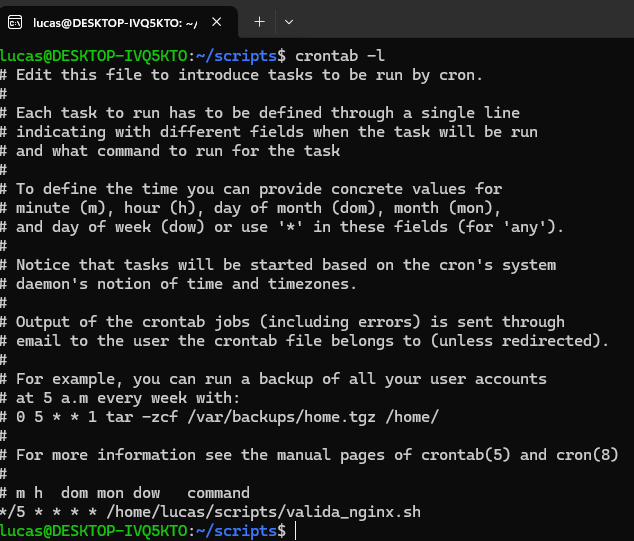 lucas@DESKTOP-IVQ5KTO: ~/
lucas@DESKTOP-IVQ5KTO:~/scripts$ crontab -l
# Edit this file to introduce tasks to be run by cron.
#
# Each task to run has to be defined through a single line
# indicating with different fields when the task will be run
# and what command to run for the task
#
# To define the time you can provide concrete values for
# minute (m), hour (h), day of month (dom), month (mon),
# and day of week (dow) or use '*' in these fields (for 'any').
#
# Notice that tasks will be started based on the cron's system
# daemon's notion of time and timezones.
#
# Output of the crontab jobs (including errors) is sent through
# email to the user the crontab file belongs to (unless redirected).
#
# For example, you can run a backup of all your user accounts
# at 5 a.m every week with:
# 0 5 * * 1 tar -zcf /var/backups/home.tgz /home/
#
# For more information see the manual pages of crontab(5) and cron(8)
#
# m h  dom mon dow   command
*/5 * * * * /home/lucas/scripts/valida_nginx.sh
lucas@DESKTOP-IVQ5KTO:~/scripts$